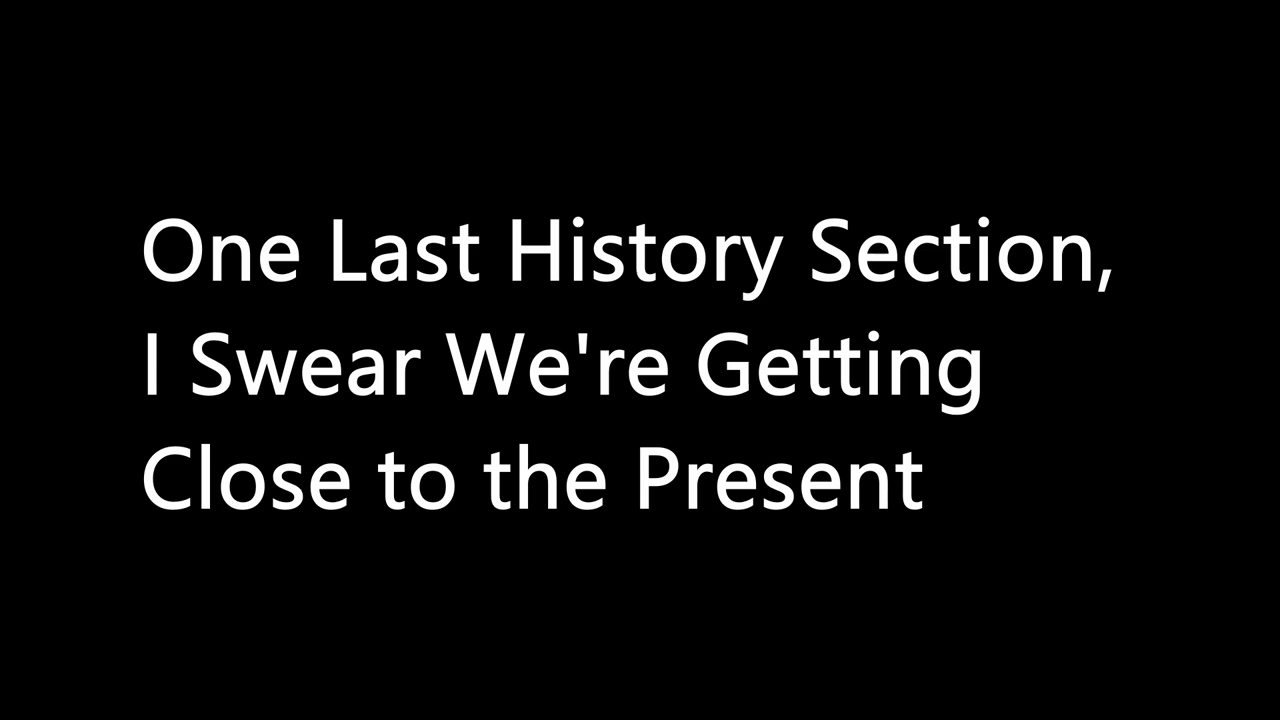 One Last History Section,
I Swear We're Getting
Close to the Present